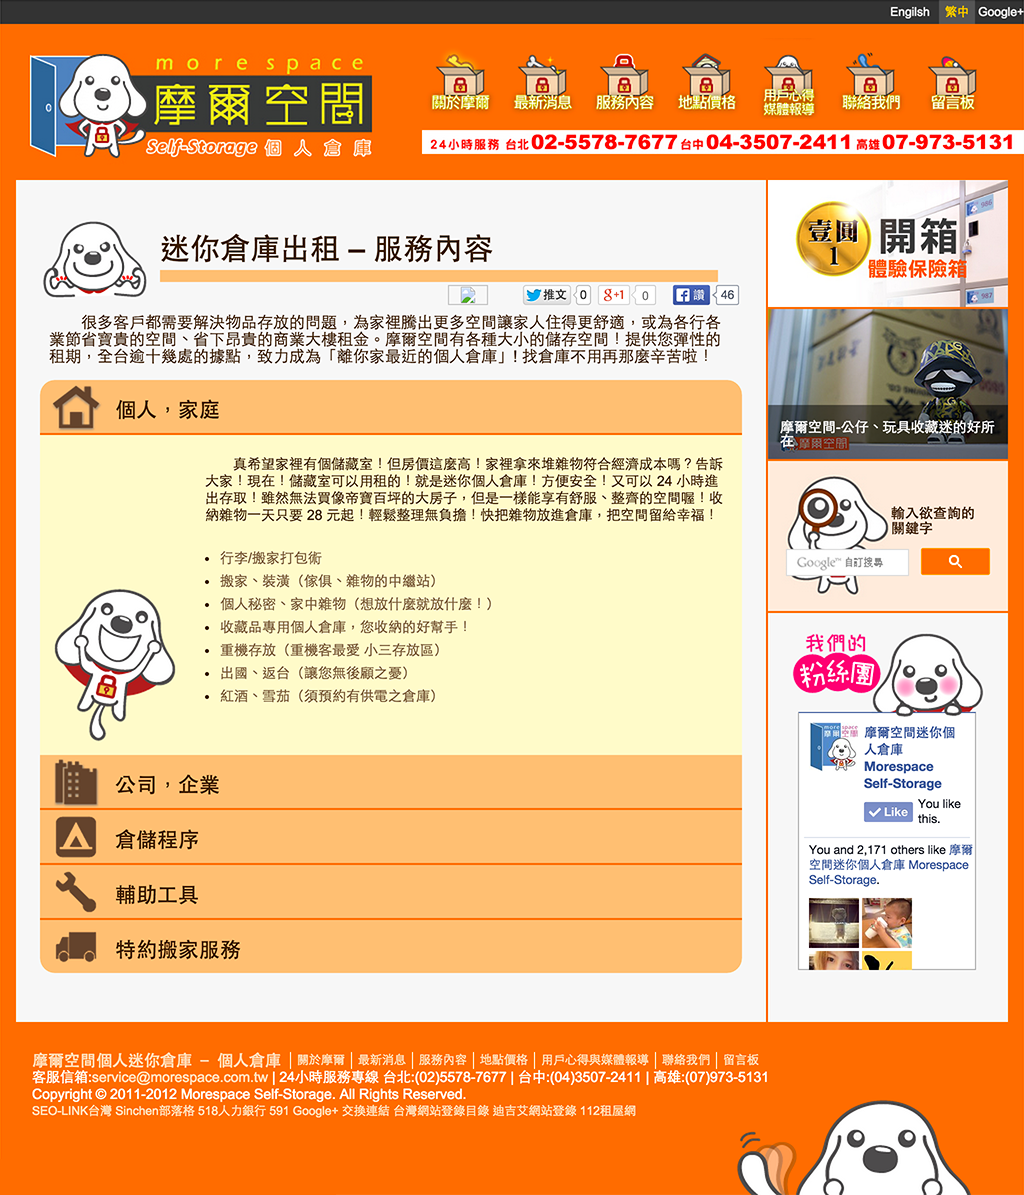 Engilsh 繁中 Google+
more space
摩爾空間
Self-Storage 個人倉庫
關於摩爾 最新消息 服務內容 地點價格 用戶心得 媒體報導 聯絡我們 留言板
24小時服務 台北 02-5578-7677 台中 04-3507-2411 高雄 07-973-5131
迷你倉庫出租 – 服務內容
推文 0 g+1 0 讚 46
很多客戶都需要解決物品存放的問題，為家裡騰出更多空間讓家人住得更舒適，或為各行各
業節省寶貴的空間、省下昂貴的商業大樓租金。摩爾空間有各種大小的儲存空間！提供您彈性的
租期，全台逾十幾處的據點，致力成為「離你家最近的個人倉庫」! 找倉庫不用再那麼辛苦啦！
個人，家庭
真希望家裡有個儲藏室！但房價這麼高！家裡拿來堆雜物符合經濟成本嗎？告訴
大家！現在！儲藏室可以用租的！就是迷你個人倉庫！方便安全！又可以 24 小時進
出存取！雖然無法買像帝寶百坪的大房子，但是一樣能享有舒服、整齊的空間喔！收
納雜物一天只要 28 元起！輕鬆整理無負擔！快把雜物放進倉庫，把空間留給幸福！
• 行李/搬家打包術
• 搬家、裝潢（傢俱、雜物的中繼站）
• 個人秘密、家中雜物（想放什麼就放什麼！）
• 收藏品專用個人倉庫，您收納的好幫手！
• 重機存放（重機客最愛 小三存放區）
• 出國、返台（讓您無後顧之憂）
• 紅酒、雪茄（須預約有供電之倉庫）
公司，企業
倉儲程序
輔助工具
特約搬家服務
壹圓
1
開箱
體驗保險箱
986
987
摩爾空間-公仔、玩具收藏迷的好所
在
摩爾空間
輸入欲查詢的
關鍵字
Google™ 自訂搜尋
我們的
粉絲團
more space
摩爾空間
摩爾空間迷你個
人倉庫
Morespace
Self-Storage
Like You like
this.
You and 2,171 others like 摩爾
空間迷你個人倉庫 Morespace
Self-Storage.
摩爾空間個人迷你倉庫 – 個人倉庫 | 關於摩爾 | 最新消息 | 服務內容 | 地點價格 | 用戶心得與媒體報導 | 聯絡我們 | 留言板
客服信箱:service@morespace.com.tw | 24小時服務專線 台北:(02)5578-7677 | 台中:(04)3507-2411 | 高雄:(07)973-5131
Copyright © 2011-2012 Morespace Self-Storage. All Rights Reserved.
SEO-LINK台灣 Sinchen部落格 518人力銀行 591 Google+ 交換連結 台灣網站登錄目錄 迪吉艾網站登錄 112租屋網